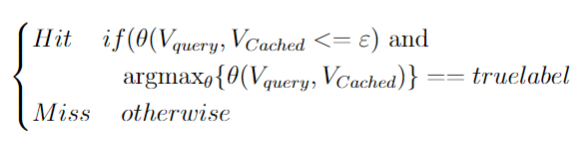 Hit if(θ(V_query, V_Cached <= ε) and
argmax_θ{θ(V_query, V_Cached)} == truelabel
Miss otherwise